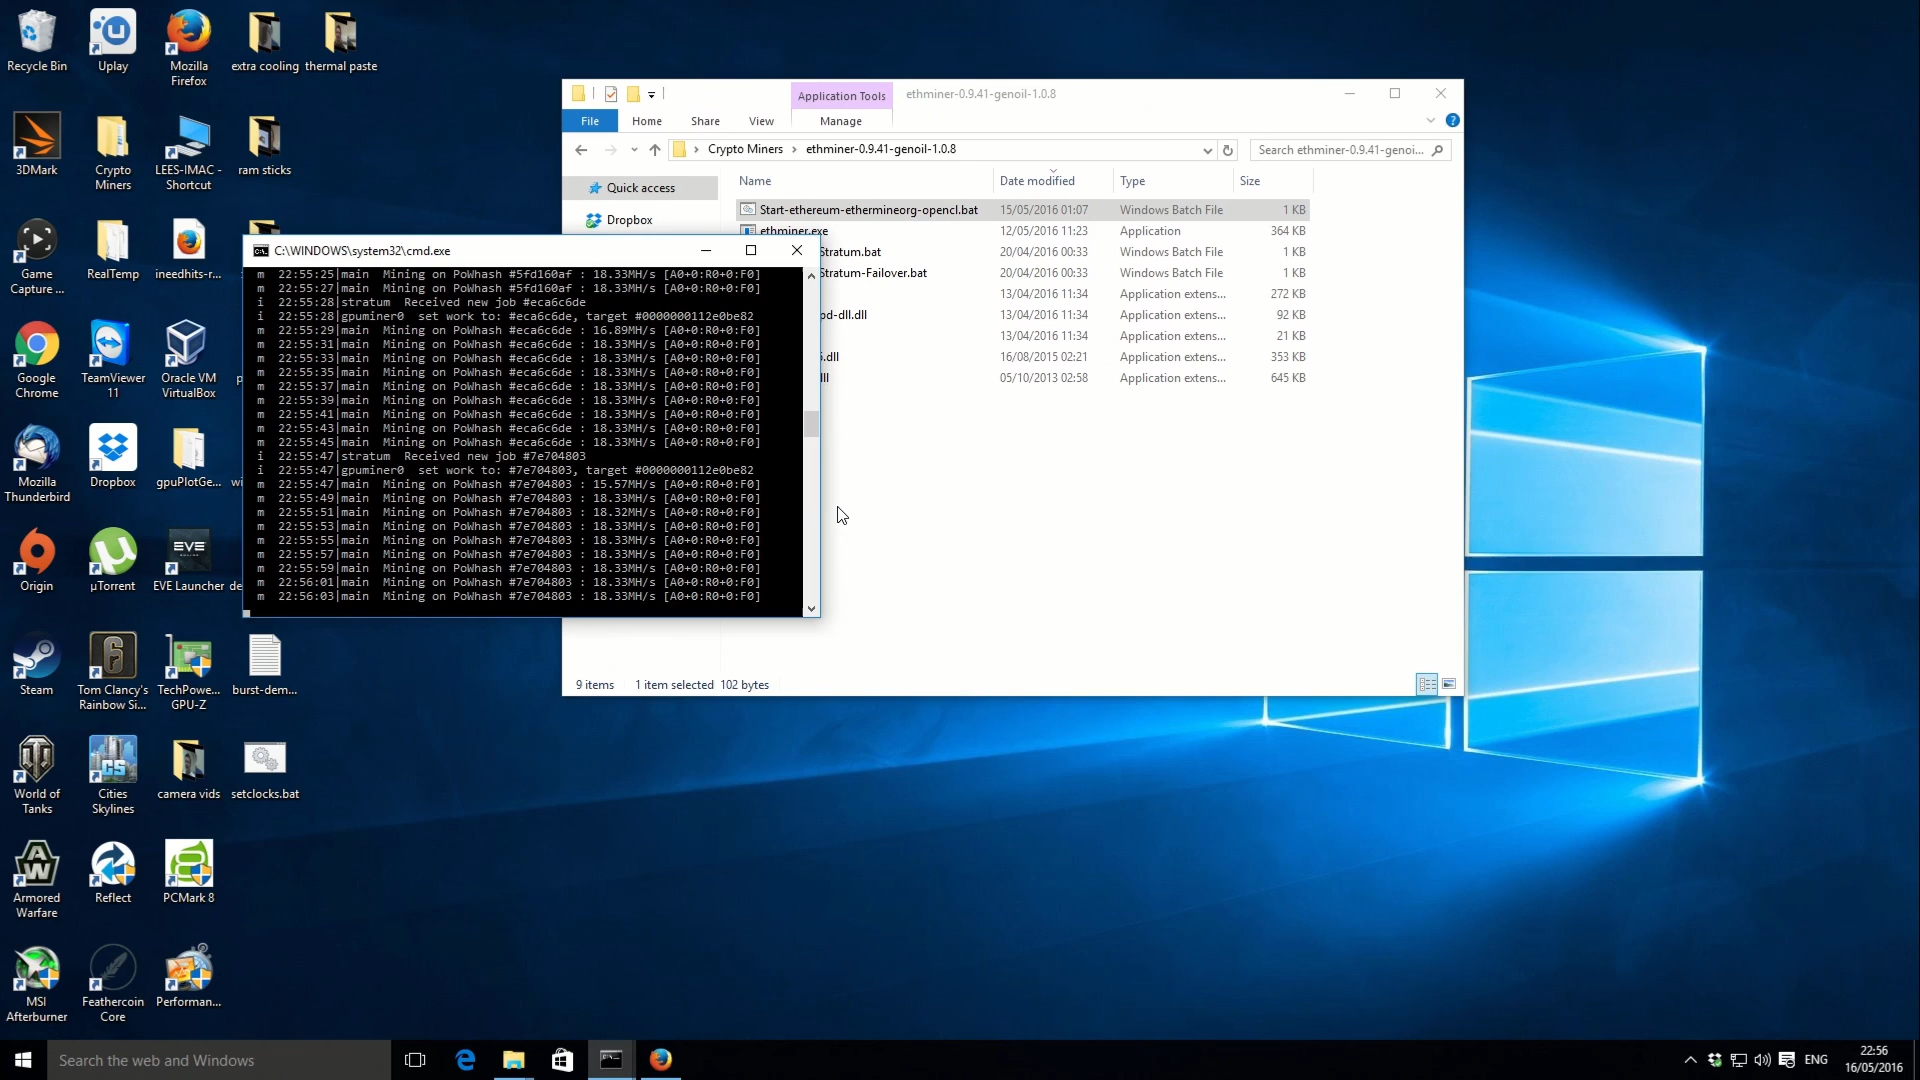 Recycle Bin
Uplay
Mozilla
Firefox
extra cooling
thermal paste
3DMark
Crypto
Miners
LEES-IMAC -
Shortcut
ram sticks
Game
Capture ...
RealTemp
ineedhits-r...
Google
Chrome
TeamViewer
11
Oracle VM
VirtualBox
Mozilla
Thunderbird
Dropbox
gpuPlotGe...
Origin
µTorrent
EVE
EVE Launcher
Steam
Tom Clancy's
Rainbow Si...
TechPowe...
GPU-Z
burst-dem...
World of
Tanks
CS
Cities
Skylines
camera vids
setclocks.bat
AW
Armored
Warfare
Reflect
PCMark 8
MSI
Afterburner
Feathercoin
Core
Performan...
Application Tools
ethminer-0.9.41-genoil-1.0.8
File
Home
Share
View
Manage
Crypto Miners
ethminer-0.9.41-genoil-1.0.8
Search ethminer-0.9.41-genoi...
Quick access
Dropbox
Name Date modified Type Size
Start-ethereum-ethermineorg-opencl.bat 15/05/2016 01:07 Windows Batch File 1 KB
ethminer.exe 12/05/2016 11:23 Application 364 KB
Stratum.bat 20/04/2016 00:33 Windows Batch File 1 KB
Stratum-Failover.bat 20/04/2016 00:33 Windows Batch File 1 KB
13/04/2016 11:34 Application extens... 272 KB
od-dll.dll 13/04/2016 11:34 Application extens... 92 KB
13/04/2016 11:34 Application extens... 21 KB
.dll 16/08/2015 02:21 Application extens... 353 KB
05/10/2013 02:58 Application extens... 645 KB
9 items 1 item selected 102 bytes
C:\WINDOWS\system32\cmd.exe
m 22:55:25|main Mining on PoWhash #5fd160af : 18.33MH/s [A0+0:R0+0:F0]
m 22:55:27|main Mining on PoWhash #5fd160af : 18.33MH/s [A0+0:R0+0:F0]
i 22:55:28|stratum Received new job #eca6c6de
i 22:55:28|gpuminer0 set work to: #eca6c6de, target #0000000112e0be82
m 22:55:29|main Mining on PoWhash #eca6c6de : 16.89MH/s [A0+0:R0+0:F0]
m 22:55:31|main Mining on PoWhash #eca6c6de : 18.33MH/s [A0+0:R0+0:F0]
m 22:55:33|main Mining on PoWhash #eca6c6de : 18.33MH/s [A0+0:R0+0:F0]
m 22:55:35|main Mining on PoWhash #eca6c6de : 18.33MH/s [A0+0:R0+0:F0]
m 22:55:37|main Mining on PoWhash #eca6c6de : 18.33MH/s [A0+0:R0+0:F0]
m 22:55:39|main Mining on PoWhash #eca6c6de : 18.33MH/s [A0+0:R0+0:F0]
m 22:55:41|main Mining on PoWhash #eca6c6de : 18.33MH/s [A0+0:R0+0:F0]
m 22:55:43|main Mining on PoWhash #eca6c6de : 18.33MH/s [A0+0:R0+0:F0]
m 22:55:45|main Mining on PoWhash #eca6c6de : 18.33MH/s [A0+0:R0+0:F0]
i 22:55:47|stratum Received new job #7e704803
i 22:55:47|gpuminer0 set work to: #7e704803, target #0000000112e0be82
m 22:55:47|main Mining on PoWhash #7e704803 : 15.57MH/s [A0+0:R0+0:F0]
m 22:55:49|main Mining on PoWhash #7e704803 : 18.33MH/s [A0+0:R0+0:F0]
m 22:55:51|main Mining on PoWhash #7e704803 : 18.32MH/s [A0+0:R0+0:F0]
m 22:55:53|main Mining on PoWhash #7e704803 : 18.33MH/s [A0+0:R0+0:F0]
m 22:55:55|main Mining on PoWhash #7e704803 : 18.33MH/s [A0+0:R0+0:F0]
m 22:55:57|main Mining on PoWhash #7e704803 : 18.33MH/s [A0+0:R0+0:F0]
m 22:55:59|main Mining on PoWhash #7e704803 : 18.33MH/s [A0+0:R0+0:F0]
m 22:56:01|main Mining on PoWhash #7e704803 : 18.33MH/s [A0+0:R0+0:F0]
m 22:56:03|main Mining on PoWhash #7e704803 : 18.33MH/s [A0+0:R0+0:F0]
Search the web and Windows
ENG
22:56
16/05/2016